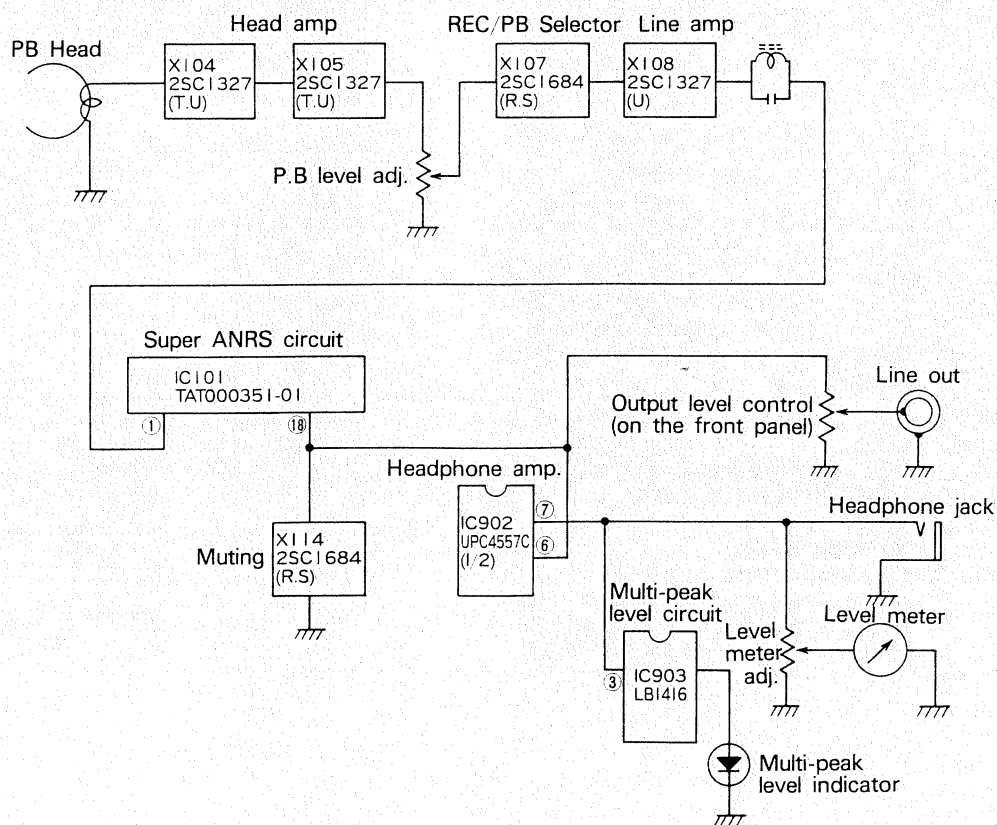 PB Head
Head amp
X104
2SC1327
(T.U)
X105
2SC1327
(T.U)
P.B level adj.
REC/PB Selector
X107
2SC1684
(R.S)
Line amp
X108
2SC1327
(U)
Super ANRS circuit
IC101
TAT000351-01
①
⑱
Muting
X114
2SC1684
(R.S)
Headphone amp.
IC902
UPC4557C
(1/2)
⑦
⑥
Output level control
(on the front panel)
Line out
Headphone jack
Multi-peak
level circuit
③
IC903
LB1416
Level
meter
adj.
Level meter
Multi-peak
level indicator